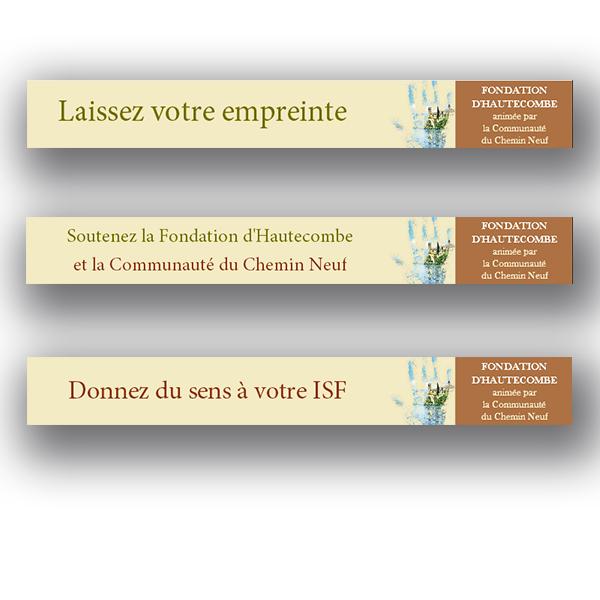 Laissez votre empreinte
FONDATION
D'HAUTECOMBE
animée par
la Communauté
du Chemin Neuf
Soutenez la Fondation d'Hautecombe
et la Communauté du Chemin Neuf
FONDATION
D'HAUTECOMBE
animée par
la Communauté
du Chemin Neuf
Donnez du sens à votre ISF
FONDATION
D'HAUTECOMBE
animée par
la Communauté
du Chemin Neuf